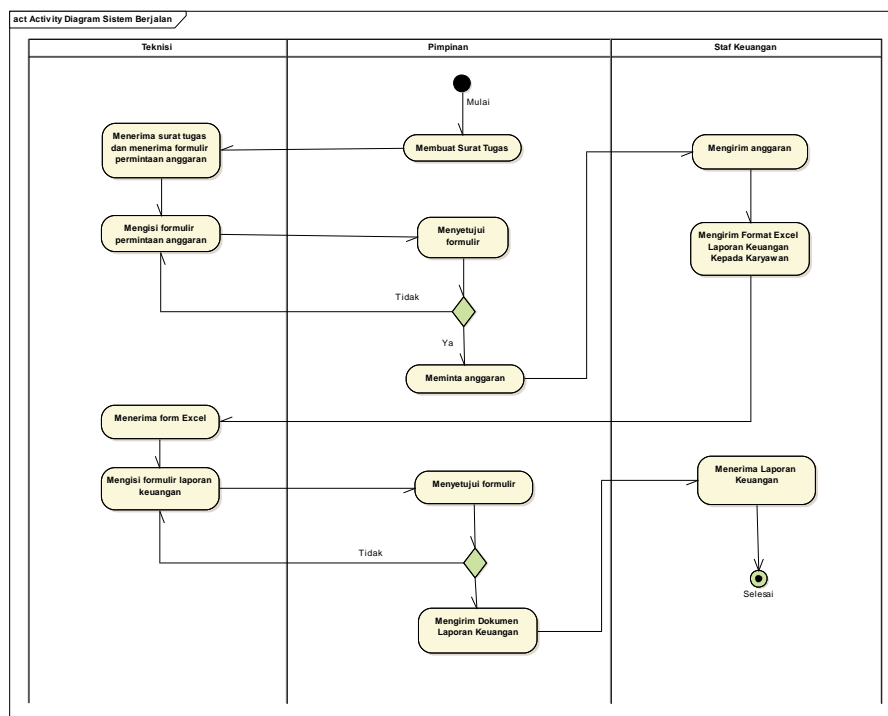 act Activity Diagram Sistem Berjalan
Teknisi
Pimpinan
Staf Keuangan
Mulai
Menerima surat tugas
dan menerima formulir
permintaan anggaran
Membuat Surat Tugas
Mengirim anggaran
Mengisi formulir
permintaan anggaran
Menyetujui
formulir
Mengirim Format Excel
Laporan Keuangan
Kepada Karyawan
Tidak
Ya
Meminta anggaran
Menerima form Excel
Mengisi formulir laporan
keuangan
Menyetujui formulir
Menerima Laporan
Keuangan
Tidak
Selesai
Mengirim Dokumen
Laporan Keuangan